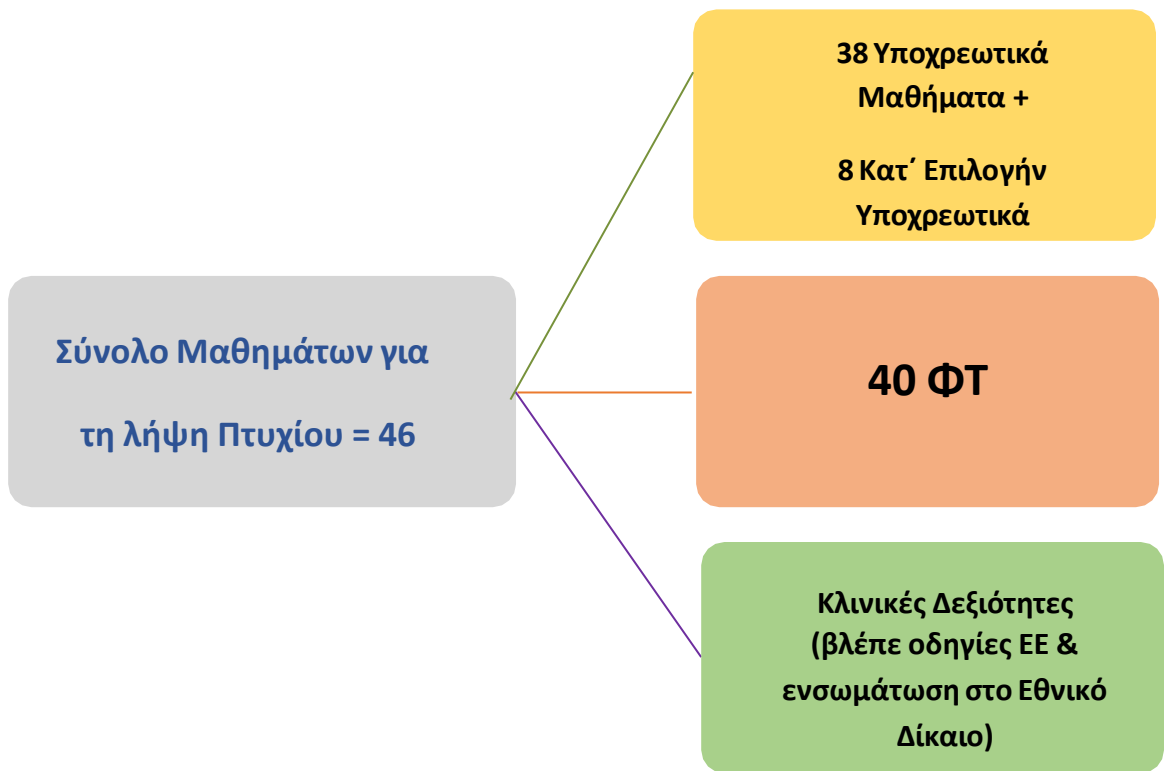 38 Υποχρεωτικά
Μαθήματα +
8 Κατ΄ Επιλογήν
Υποχρεωτικά
Σύνολο Μαθημάτων για
τη λήψη Πτυχίου = 46
40 ΦΤ
Κλινικές Δεξιότητες
(βλέπε οδηγίες ΕΕ &
ενσωμάτωση στο Εθνικό
Δίκαιο)